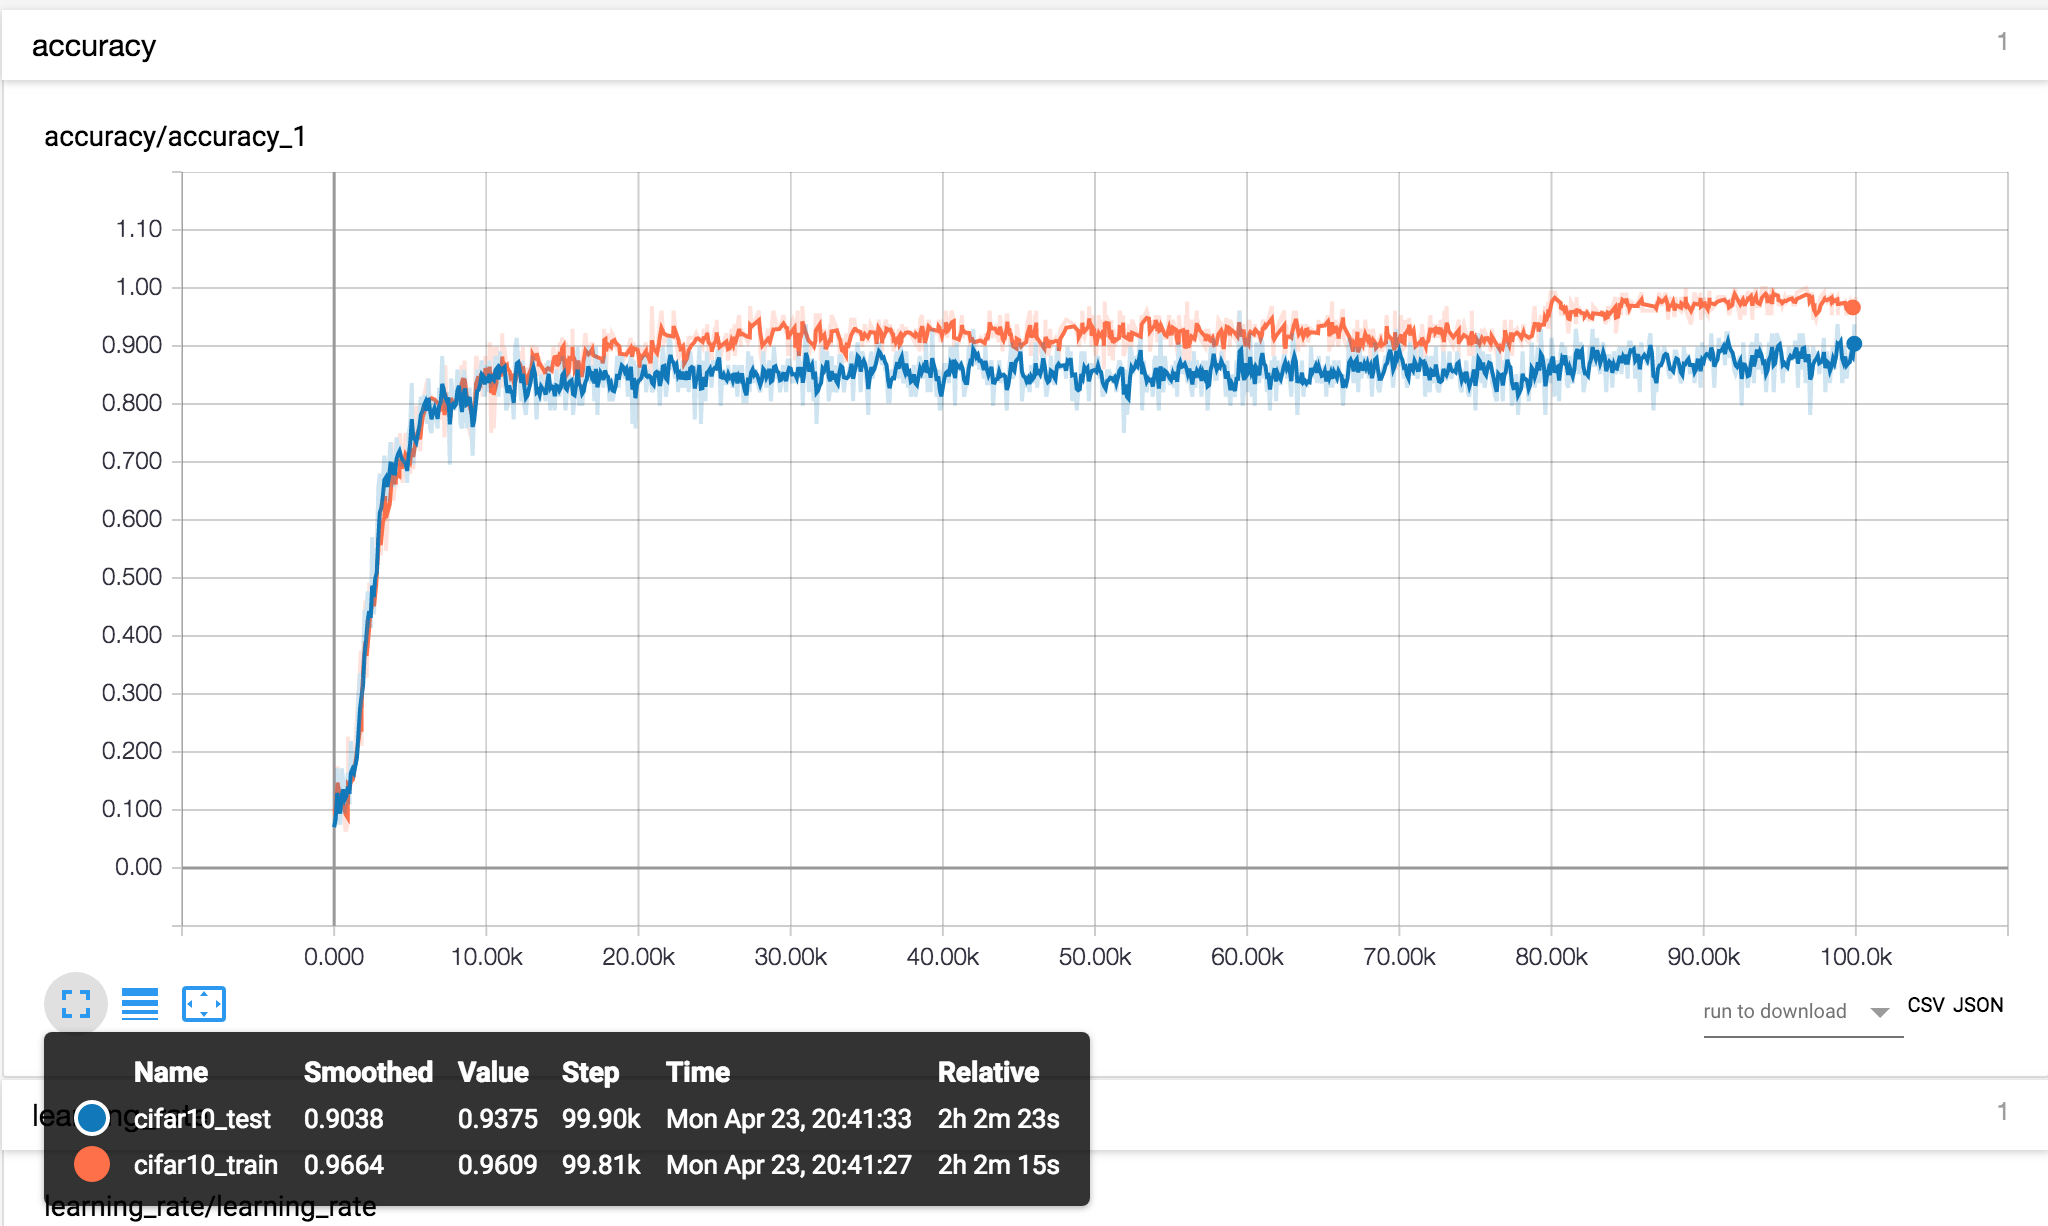 accuracy 1
accuracy/accuracy_1
1.10
1.00
0.900
0.800
0.700
0.600
0.500
0.400
0.300
0.200
0.100
0.00
0.000 10.00k 20.00k 30.00k 40.00k 50.00k 60.00k 70.00k 80.00k 90.00k 100.0k
run to download CSV JSON
Name Smoothed Value Step Time Relative
learning_rate 1
cifar10_test 0.9038 0.9375 99.90k Mon Apr 23, 20:41:33 2h 2m 23s
cifar10_train 0.9664 0.9609 99.81k Mon Apr 23, 20:41:27 2h 2m 15s
learning_rate/learning_rate